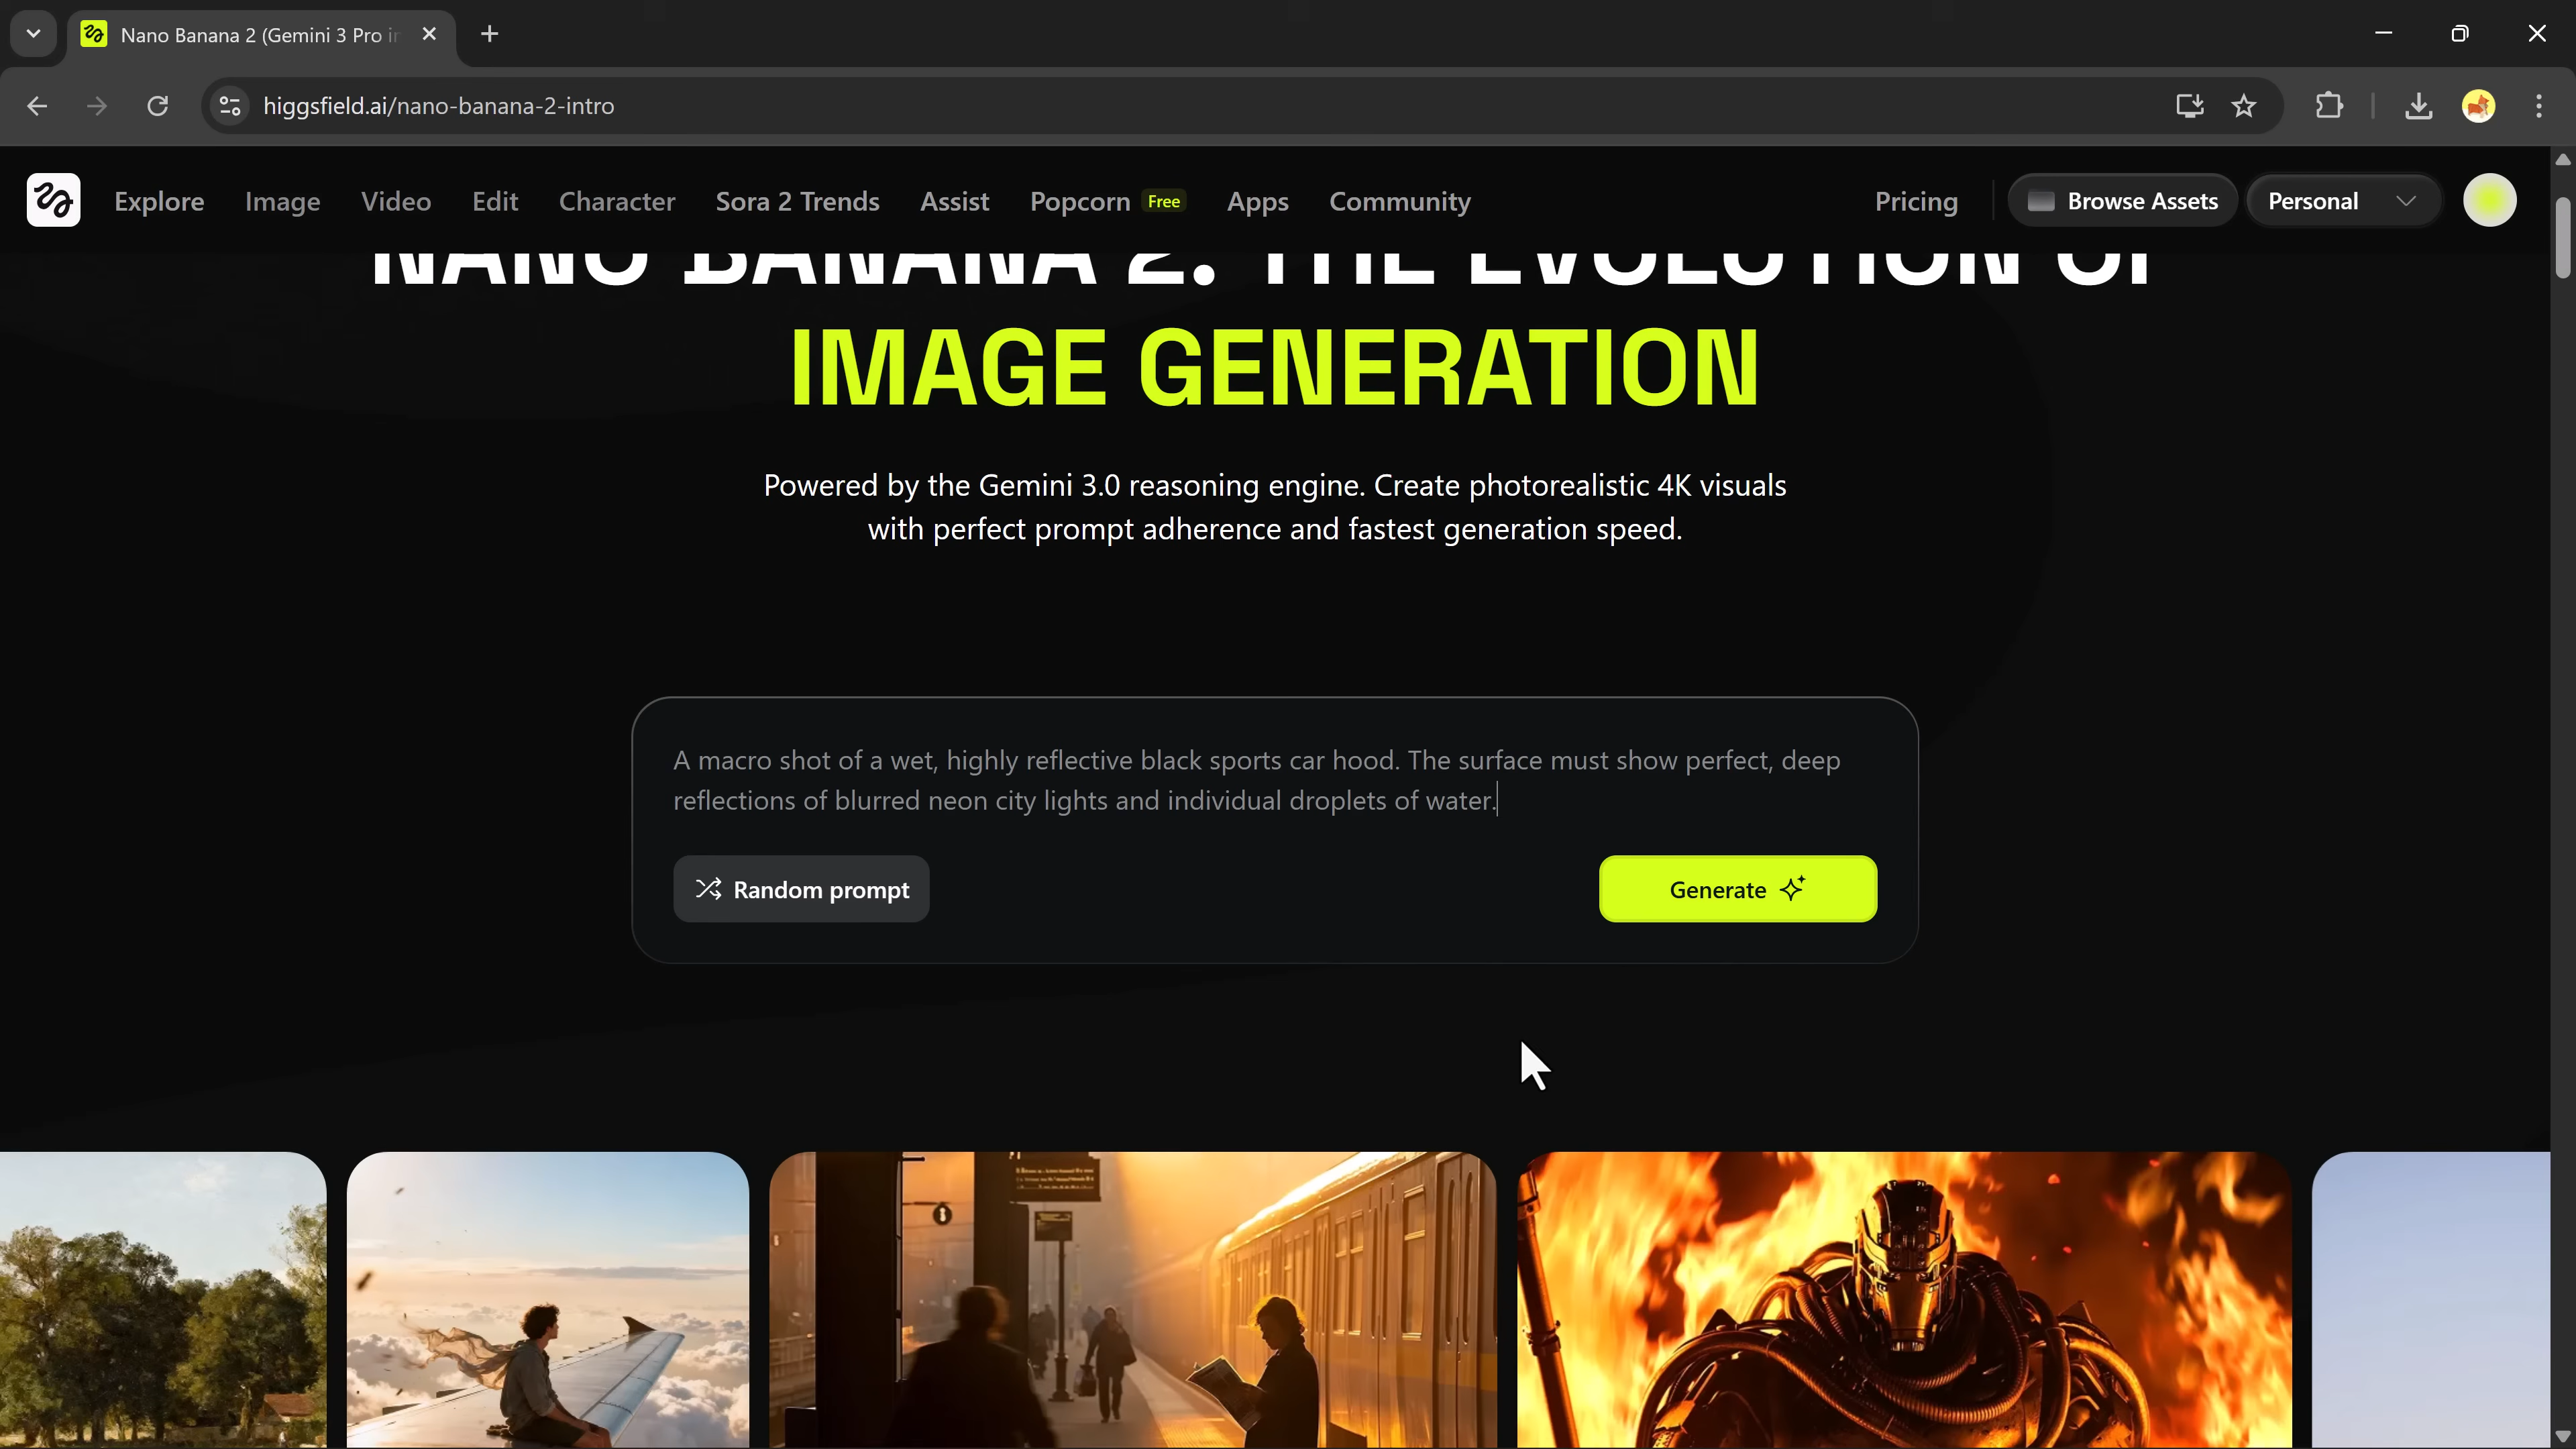 Nano Banana 2 (Gemini 3 Pro
higgsfield.ai/nano-banana-2-intro
Explore Image Video Edit Character Sora 2 Trends Assist Popcorn Free Apps Community Pricing Browse Assets Personal
NANO BANANA 2. THE EVOLUTION OF
IMAGE GENERATION
Powered by the Gemini 3.0 reasoning engine. Create photorealistic 4K visuals
with perfect prompt adherence and fastest generation speed.
A macro shot of a wet, highly reflective black sports car hood. The surface must show perfect, deep
reflections of blurred neon city lights and individual droplets of water.
Random prompt Generate